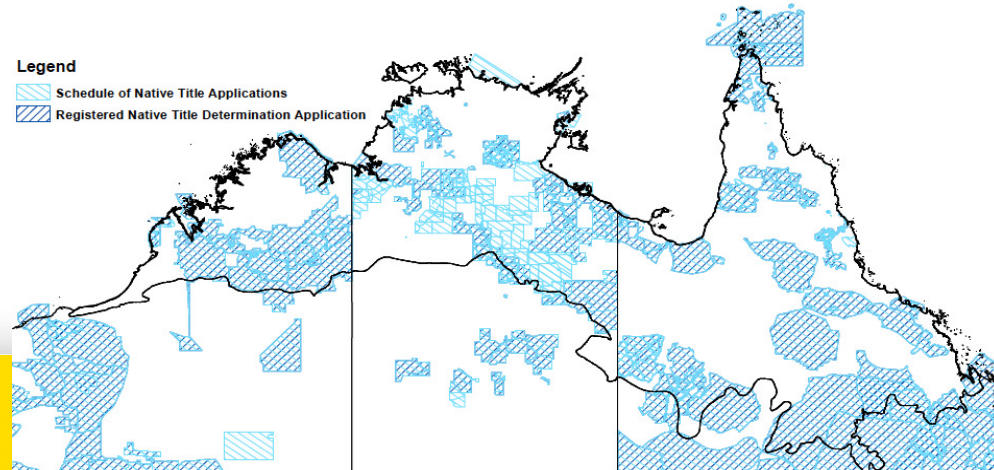 Legend
Schedule of Native Title Applications
Registered Native Title Determination Application